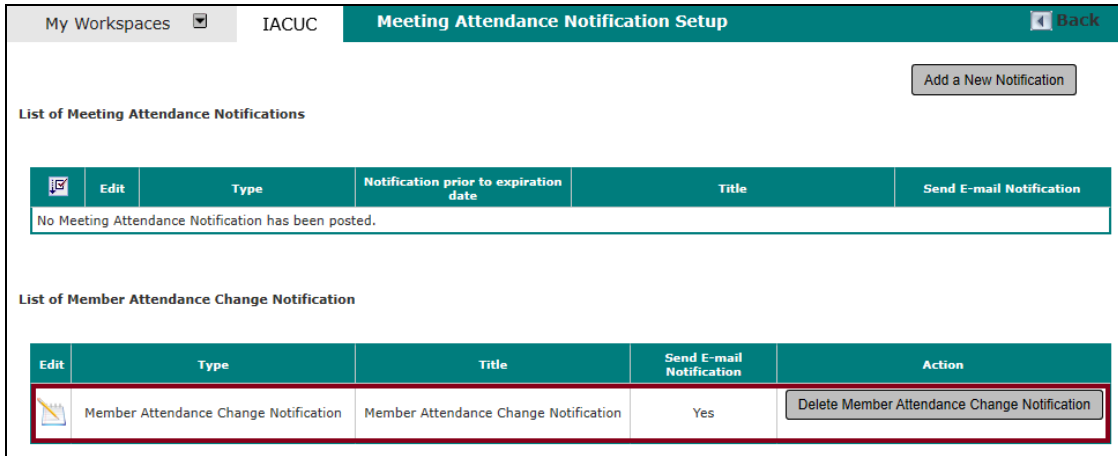 My Workspaces IACUC Meeting Attendance Notification Setup Back
Add a New Notification
List of Meeting Attendance Notifications
Edit Type Notification prior to expiration date Title Send E-mail Notification
No Meeting Attendance Notification has been posted.
List of Member Attendance Change Notification
Edit Type Title Send E-mail Notification Action
Member Attendance Change Notification Member Attendance Change Notification Yes Delete Member Attendance Change Notification